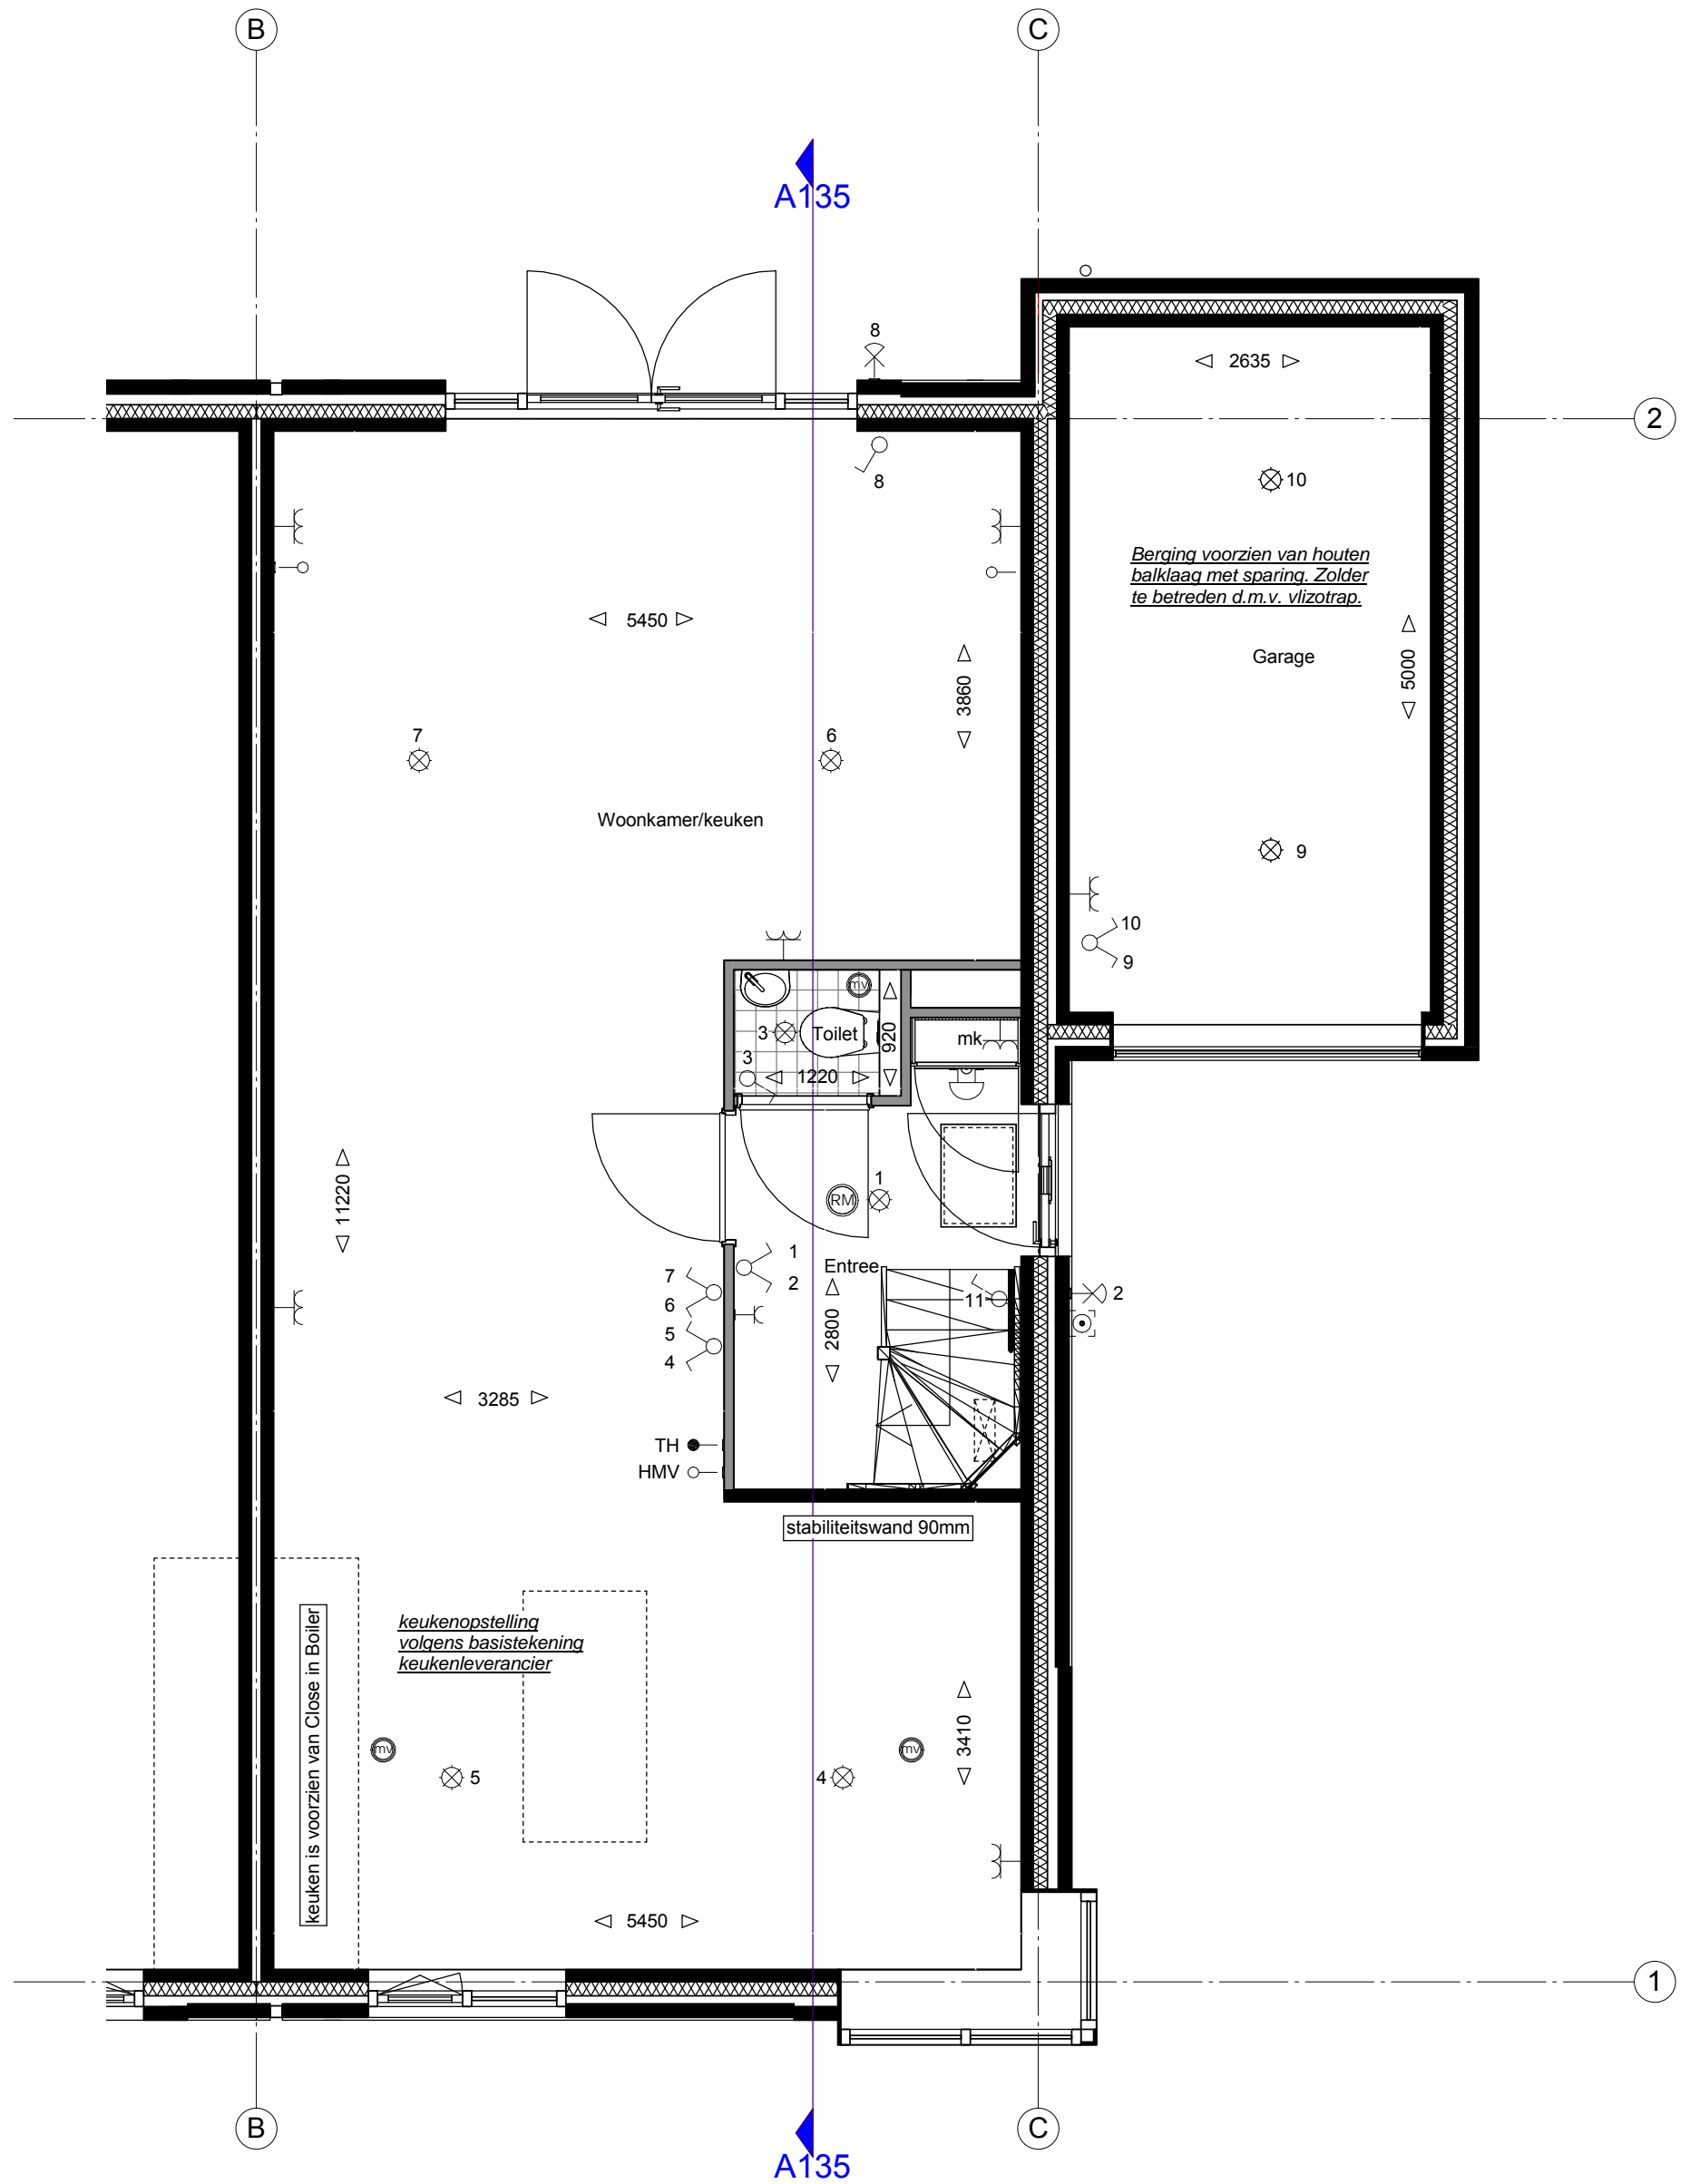 B
C
A135
8
2635
2
8
10
Berging voorzien van houten
balklaag met sparing. Zolder
te betreden d.m.v. vlizotrap.
5450
Garage
5000
3860
7
6
Woonkamer/keuken
9
10
9
mv
3
Toilet
920
mk
3
1220
11220
RM
1
1
2
Entree
7
6
5
4
2800
11
2
3285
TH
HMV
stabiliteitswand 90mm
keuken is voorzien van Close in Boiler
keukenopstelling
volgens basistekening
keukenleverancier
mv
mv
3410
5
4
5450
1
B
C
A135